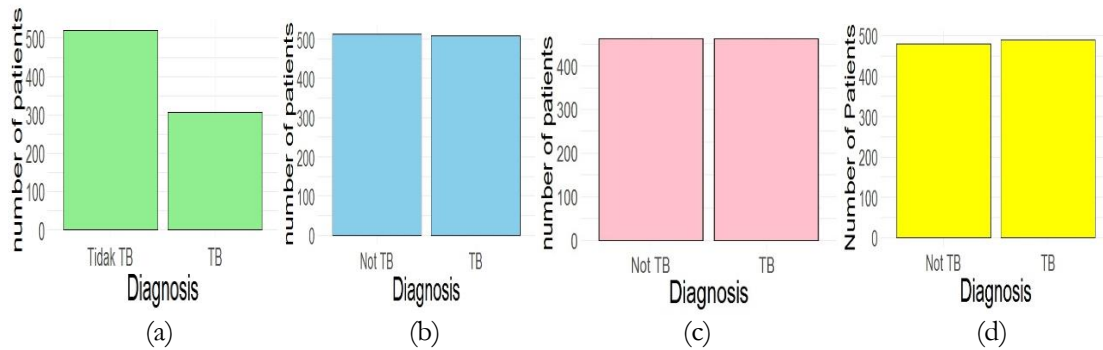 number of patients
500
400
300
200
100
0
Tidak TB
TB
Diagnosis
(a)
number of patients
500
400
300
200
100
0
Not TB
TB
Diagnosis
(b)
number of patients
400
300
200
100
0
Not TB
TB
Diagnosis
(c)
Number of Patients
500
400
300
200
100
0
Not TB
TB
Diagnosis
(d)